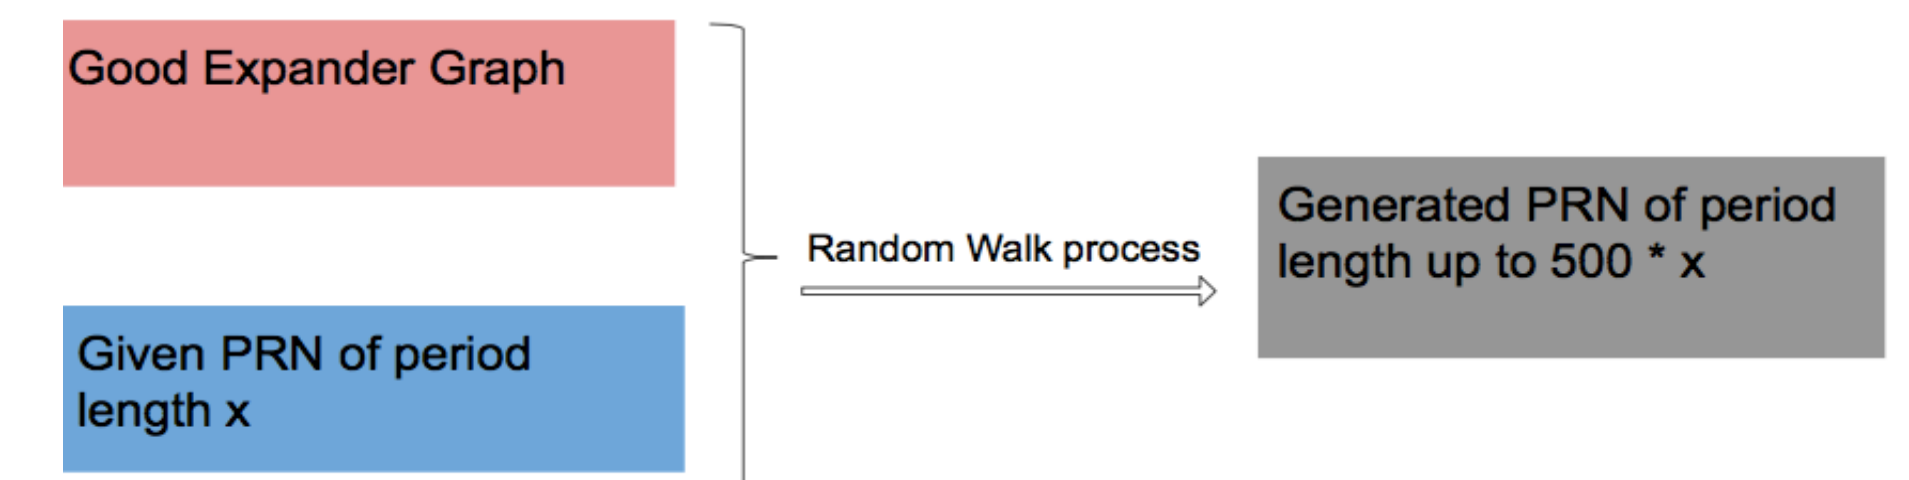 Good Expander Graph
Given PRN of period
length x
Random Walk process
Generated PRN of period
length up to 500 * x